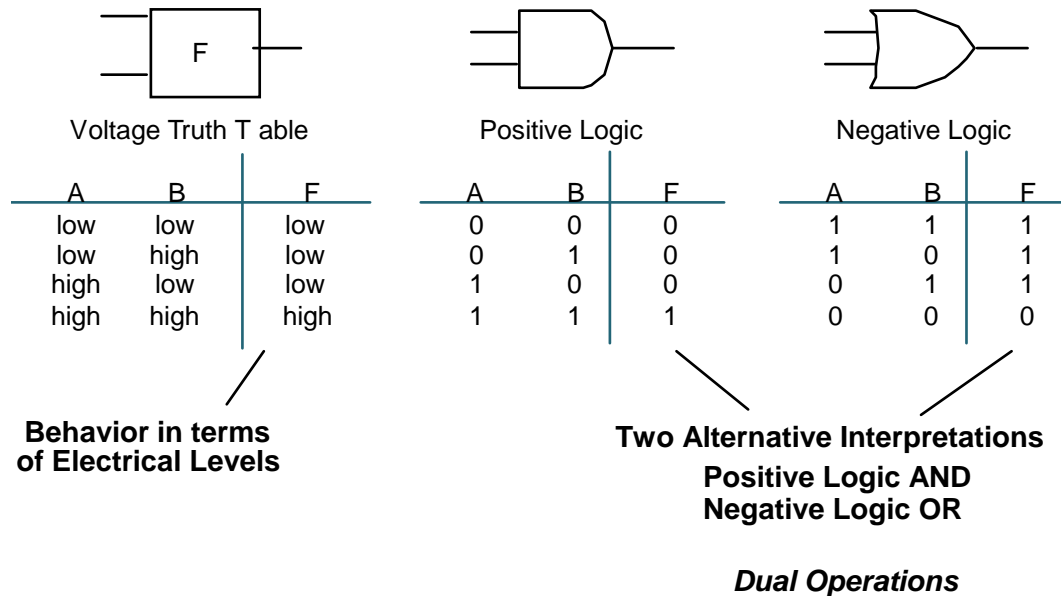 F
Voltage Truth T able
A B F
low low low
low high low
high low low
high high high
Behavior in terms
of Electrical Levels
Positive Logic
A B F
0 0 0
0 1 0
1 0 0
1 1 1
Negative Logic
A B F
1 1 1
1 0 1
0 1 1
0 0 0
Two Alternative Interpretations
Positive Logic AND
Negative Logic OR
Dual Operations